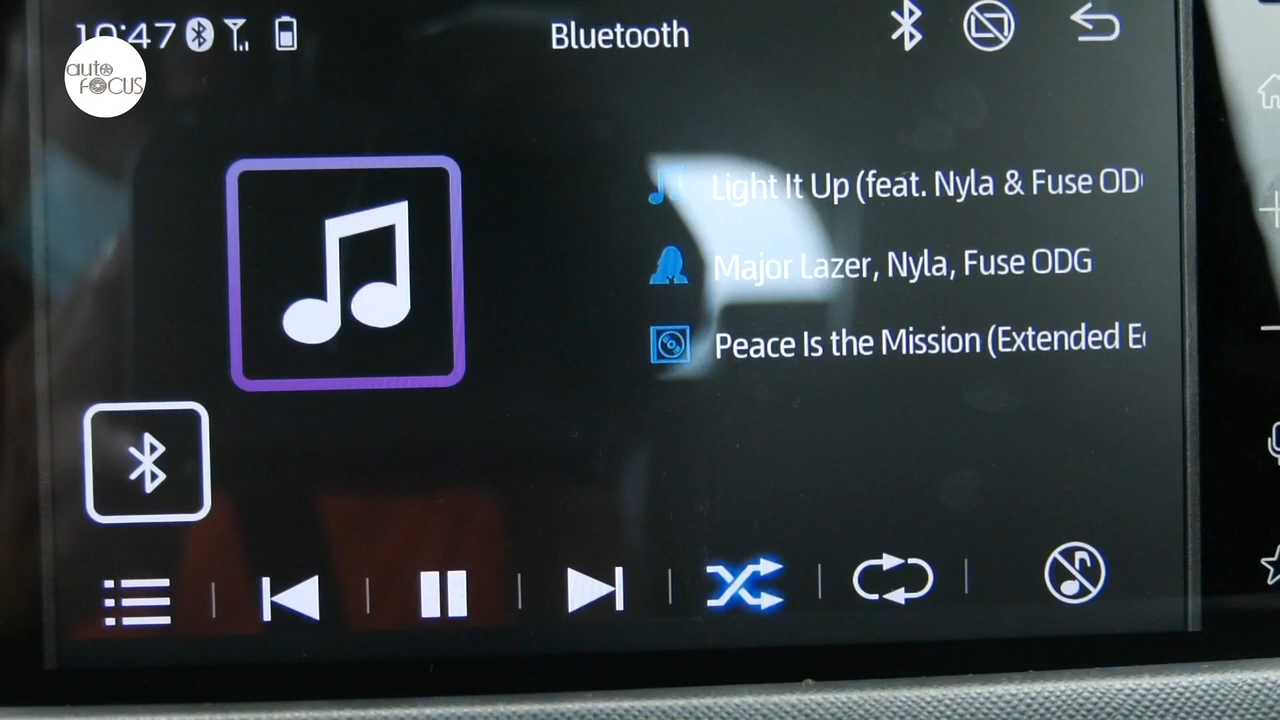 10:47
Bluetooth
auto
FOCUS
Light It Up (feat. Nyla & Fuse OD
Major Lazer, Nyla, Fuse ODG
Peace Is the Mission (Extended E